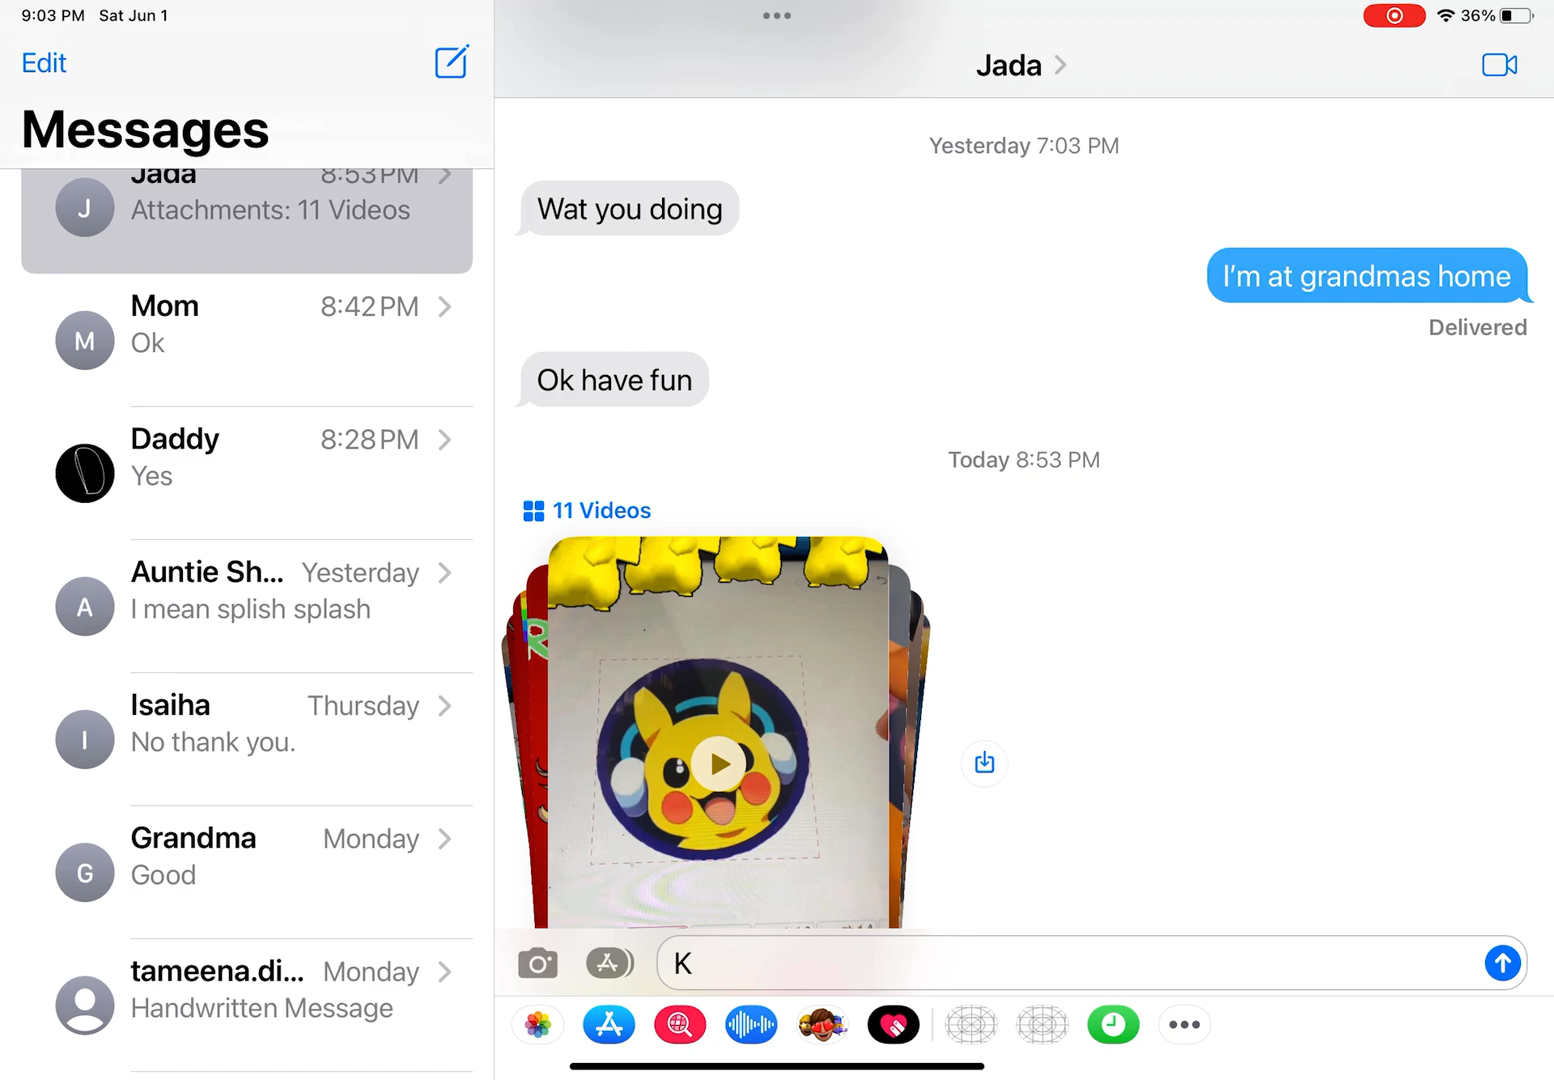 9:03 PM Sat Jun 1
36%
Edit
Messages
Jada 8:53 PM
Attachments: 11 Videos
Mom 8:42 PM
Ok
Daddy 8:28 PM
Yes
Auntie Sh... Yesterday
I mean splish splash
Isaiha Thursday
No thank you.
Grandma Monday
Good
tameena.di... Monday
Handwritten Message
J
M
A
I
G
Jada
Yesterday 7:03 PM
Wat you doing
I’m at grandmas home
Delivered
Ok have fun
Today 8:53 PM
11 Videos
R
K